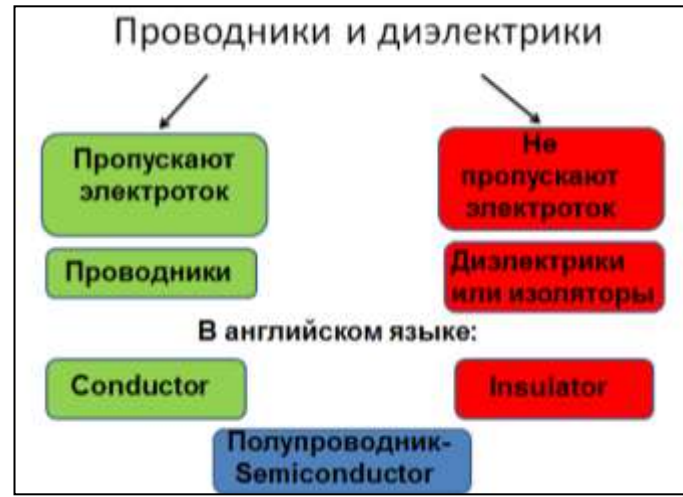 Проводники и диэлектрики
Пропускают
электроток
Не
пропускают
электроток
Проводники
Диэлектрики
или изоляторы
В английском языке:
Conductor
Insulator
Полупроводник-
Semiconductor